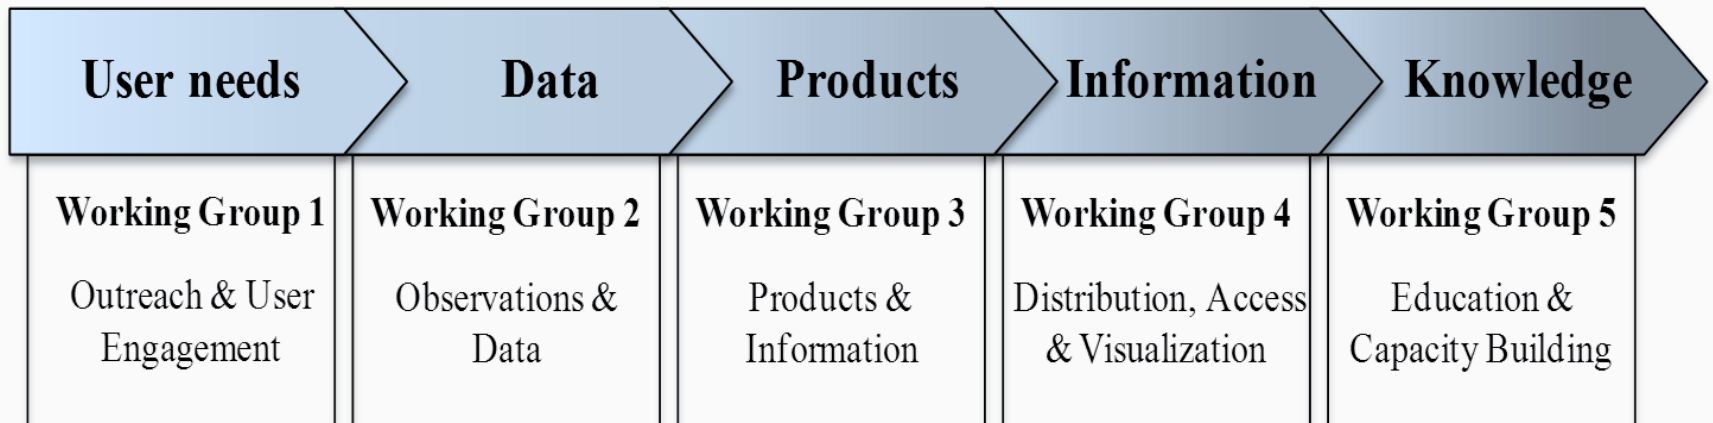 User needs
Data
Products
Information
Knowledge
Working Group 1
Outreach & User
Engagement
Working Group 2
Observations &
Data
Working Group 3
Products &
Information
Working Group 4
Distribution, Access
& Visualization
Working Group 5
Education &
Capacity Building